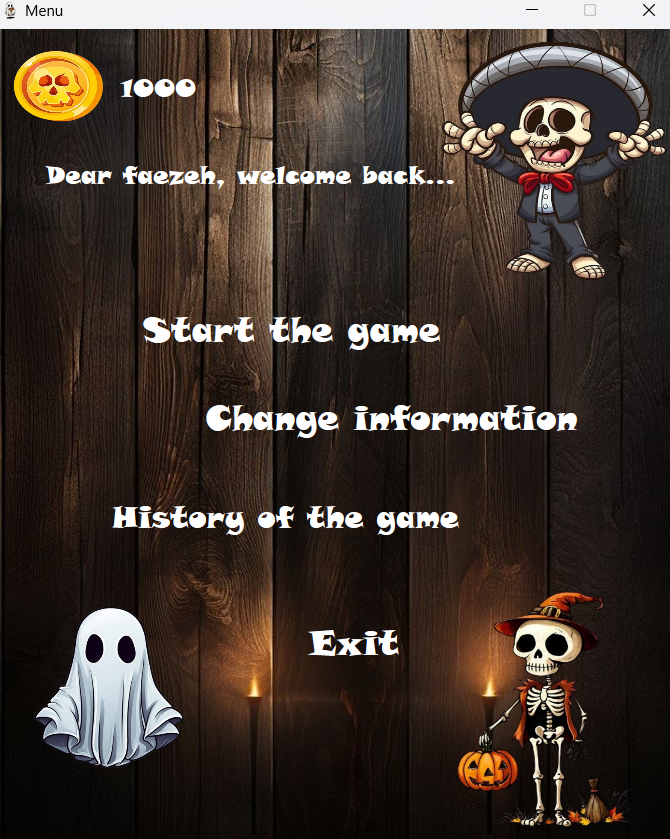 Menu
1000
Dear faezeh, welcome back...
Start the game
Change information
History of the game
Exit